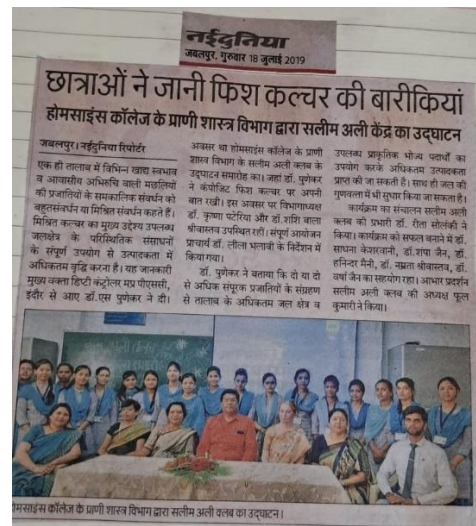 नईदुनिया
जबलपुर, गुरुवार 18 जुलाई 2019
छात्राओं ने जानी फिश कल्चर की बारीकियां
होमसाइंस कॉलेज के प्राणी शास्त्र विभाग द्वारा सलीम अली केंद्र का उद्घाटन
जबलपुर। नईदुनिया रिपोर्टर
एक ही तालाब में विभिन्न खाद्य स्वभाव
व आवासीय अभिरुचि वाली मछलियों
की प्रजातियों के समकालिक संवर्धन को
बहुतसंवर्धन या मिश्रित संवर्धन कहते हैं।
मिश्रित कल्चर का मुख्य उद्देश्य उपलब्ध
जलक्षेत्र के परिस्थितिक संसाधनों
के संपूर्ण उपयोग से उत्पादकता में
अधिकतम वृद्धि करना है। यह जानकारी
मुख्य वक्ता डिप्टी कंट्रोलर मप्र पीएससी,
इंदौर से आए डॉ.एस पुणेकर ने दी।
अवसर था होमसाइंस कॉलेज के प्राणी
शास्त्र विभाग के सलीम अली क्लब के
उद्घाटन समारोह का। जहां डॉ. पुणेकर
ने कंपोजिट फिश कल्चर पर अपनी
बात रखी। इस अवसर पर विभागाध्यक्ष
डॉ. कृष्णा पटेरिया और डॉ.शशि बाला
श्रीवास्तव उपस्थित रहीं। संपूर्ण आयोजन
प्राचार्य डॉ. लीला भलावी के निर्देशन में
किया गया।
डॉ. पुणेकर ने बताया कि दो या दो
से अधिक संपूरक प्रजातियों के संग्रहण
से तालाब के अधिकतम जल क्षेत्र व
उपलब्ध प्राकृतिक भोज्य पदार्थों का
उपयोग करके अधिकतम उत्पादकता
प्राप्त की जा सकती है। साथ ही जल की
गुणवत्ता में भी सुधार किया जा सकता है।
कार्यक्रम का संचालन सलीम अली
क्लब की प्रभारी डॉ. रीता सोलंकी ने
किया। कार्यक्रम को सफल बनाने में डॉ.
साधना केशरवानी, डॉ.शंपा जैन, डॉ.
हनिन्दर मैनी, डॉ. नम्रता श्रीवास्तव, डॉ.
वर्षा जैन का सहयोग रहा। आभार प्रदर्शन
सलीम अली क्लब की अध्यक्ष फूल
कुमारी ने किया।
होमसाइंस कॉलेज के प्राणी शास्त्र विभाग द्वारा सलीम अली क्लब का उद्घाटन।